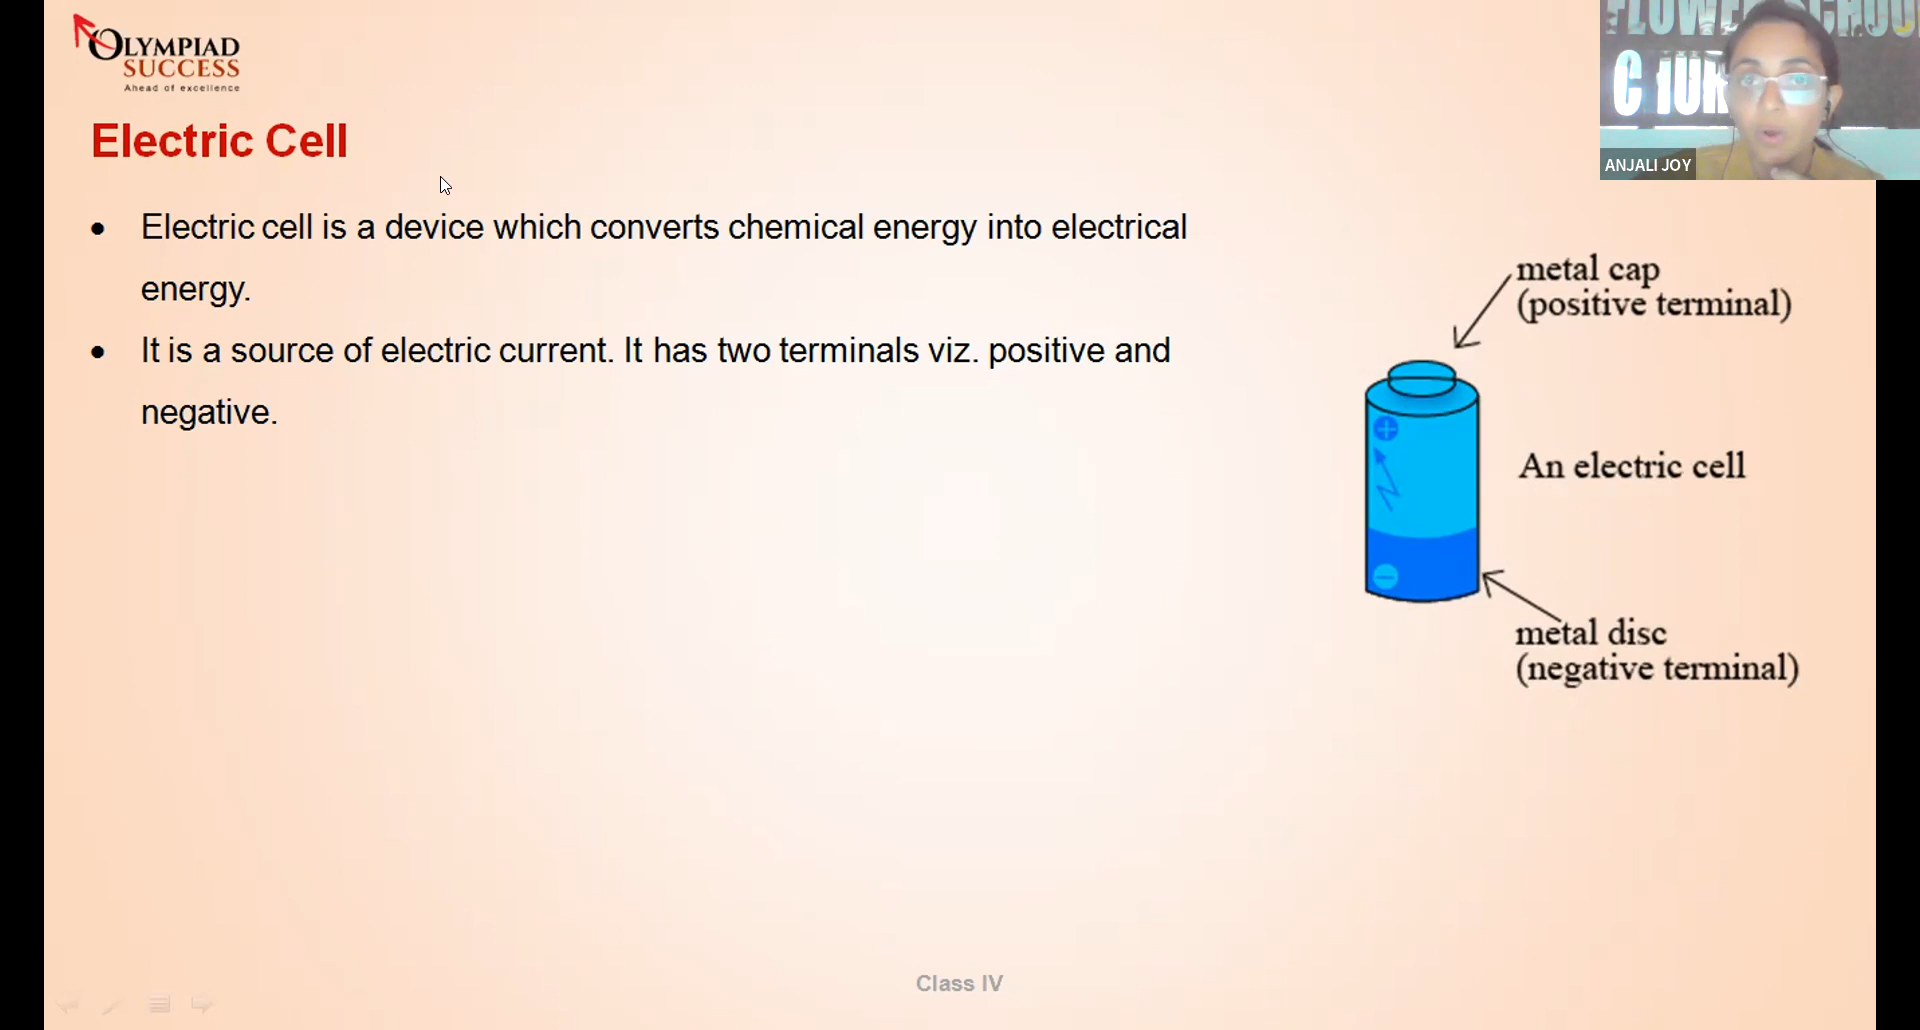 OLYMPIAD
SUCCESS
Ahead of excellence
FLOWE SCHOO
ANJALI JOY
Electric Cell
• Electric cell is a device which converts chemical energy into electrical
energy.
• It is a source of electric current. It has two terminals viz. positive and
negative.
metal cap
(positive terminal)
An electric cell
metal disc
(negative terminal)
Class IV